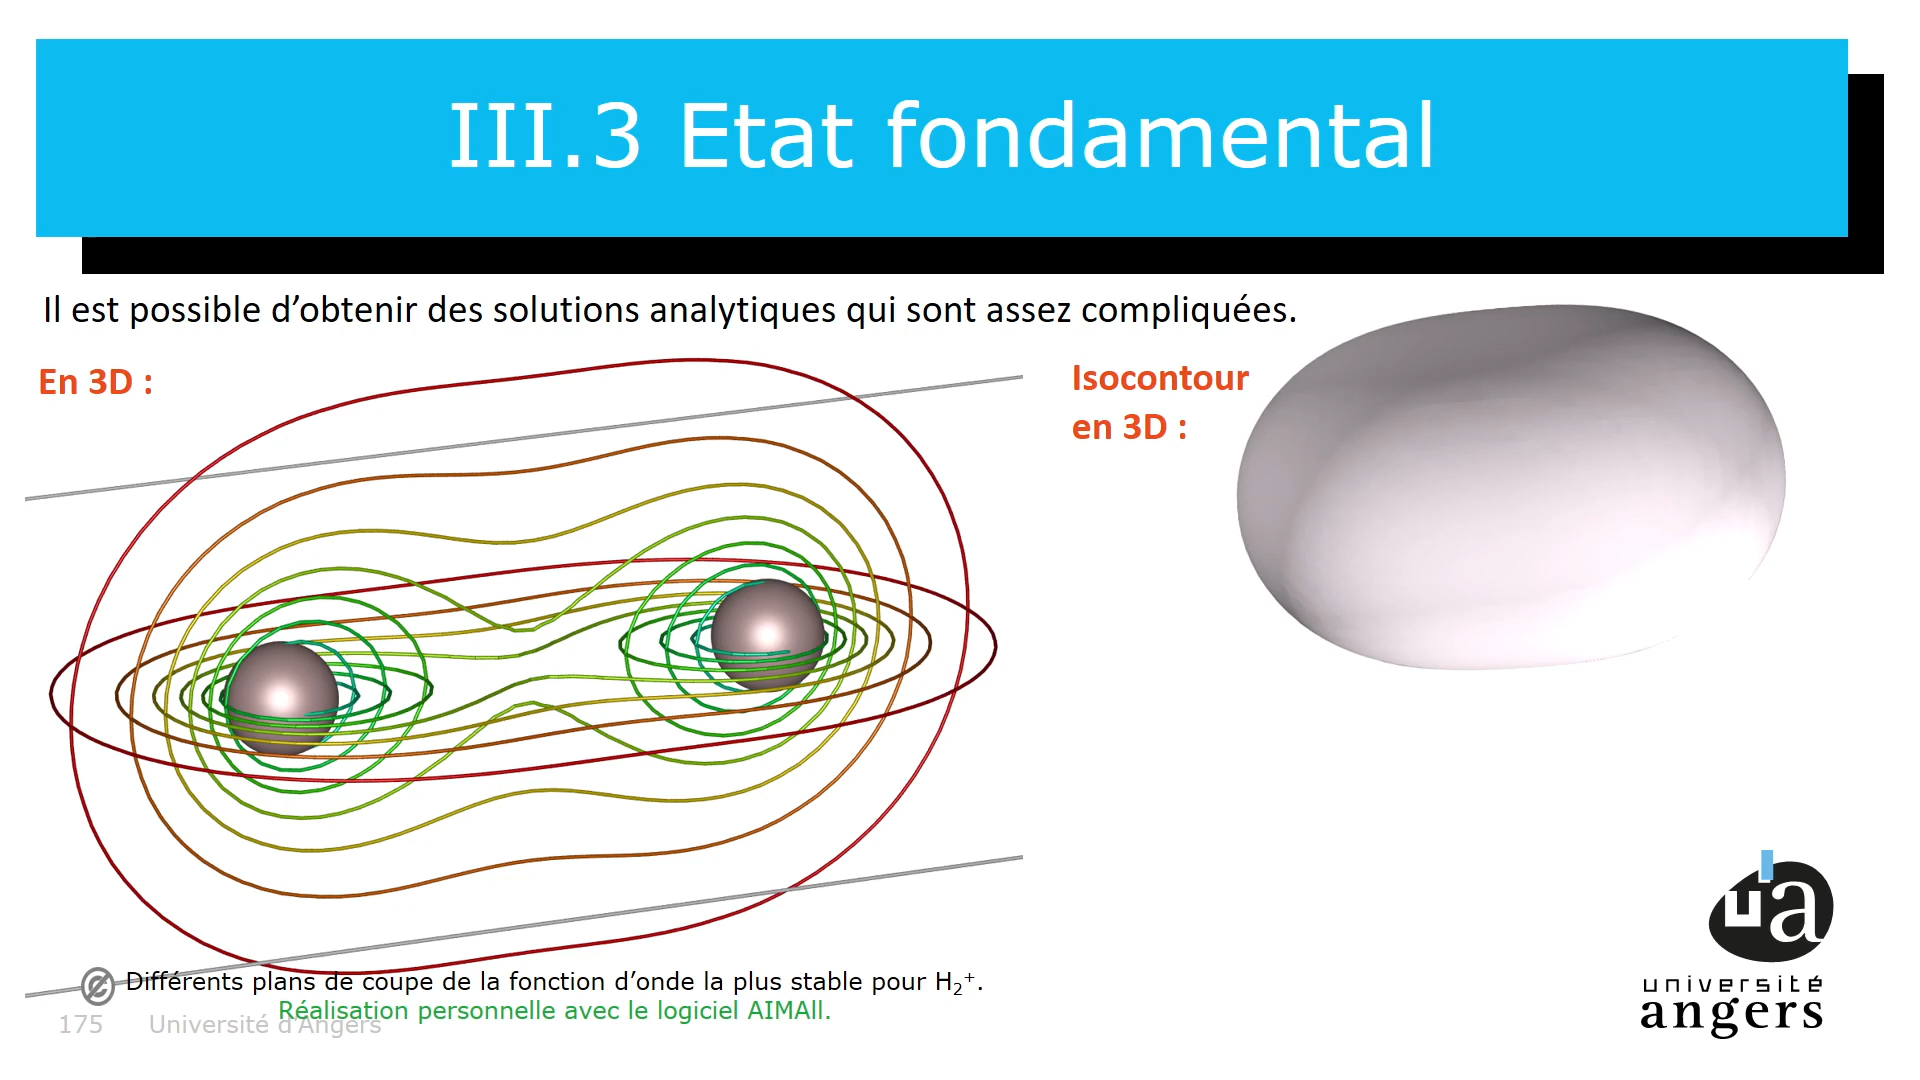 III.3 Etat fondamental
Il est possible d’obtenir des solutions analytiques qui sont assez compliquées.
En 3D :
Isocontour
en 3D :
Différents plans de coupe de la fonction d’onde la plus stable pour H₂⁺.
Réalisation personnelle avec le logiciel AIMAll.
175 Université d'Angers
ua
université
angers